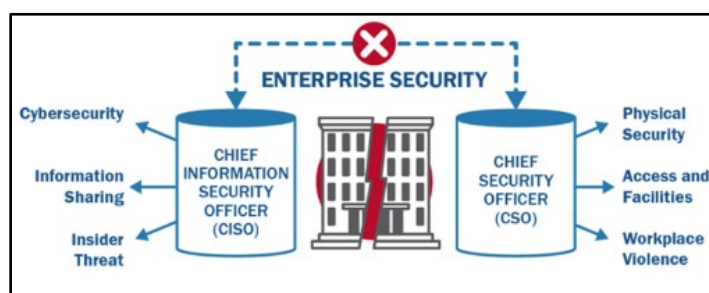 ENTERPRISE SECURITY
Cybersecurity
Information
Sharing
Insider
Threat
CHIEF
INFORMATION
SECURITY
OFFICER
(CISO)
CHIEF
SECURITY
OFFICER
(CSO)
Physical
Security
Access and
Facilities
Workplace
Violence